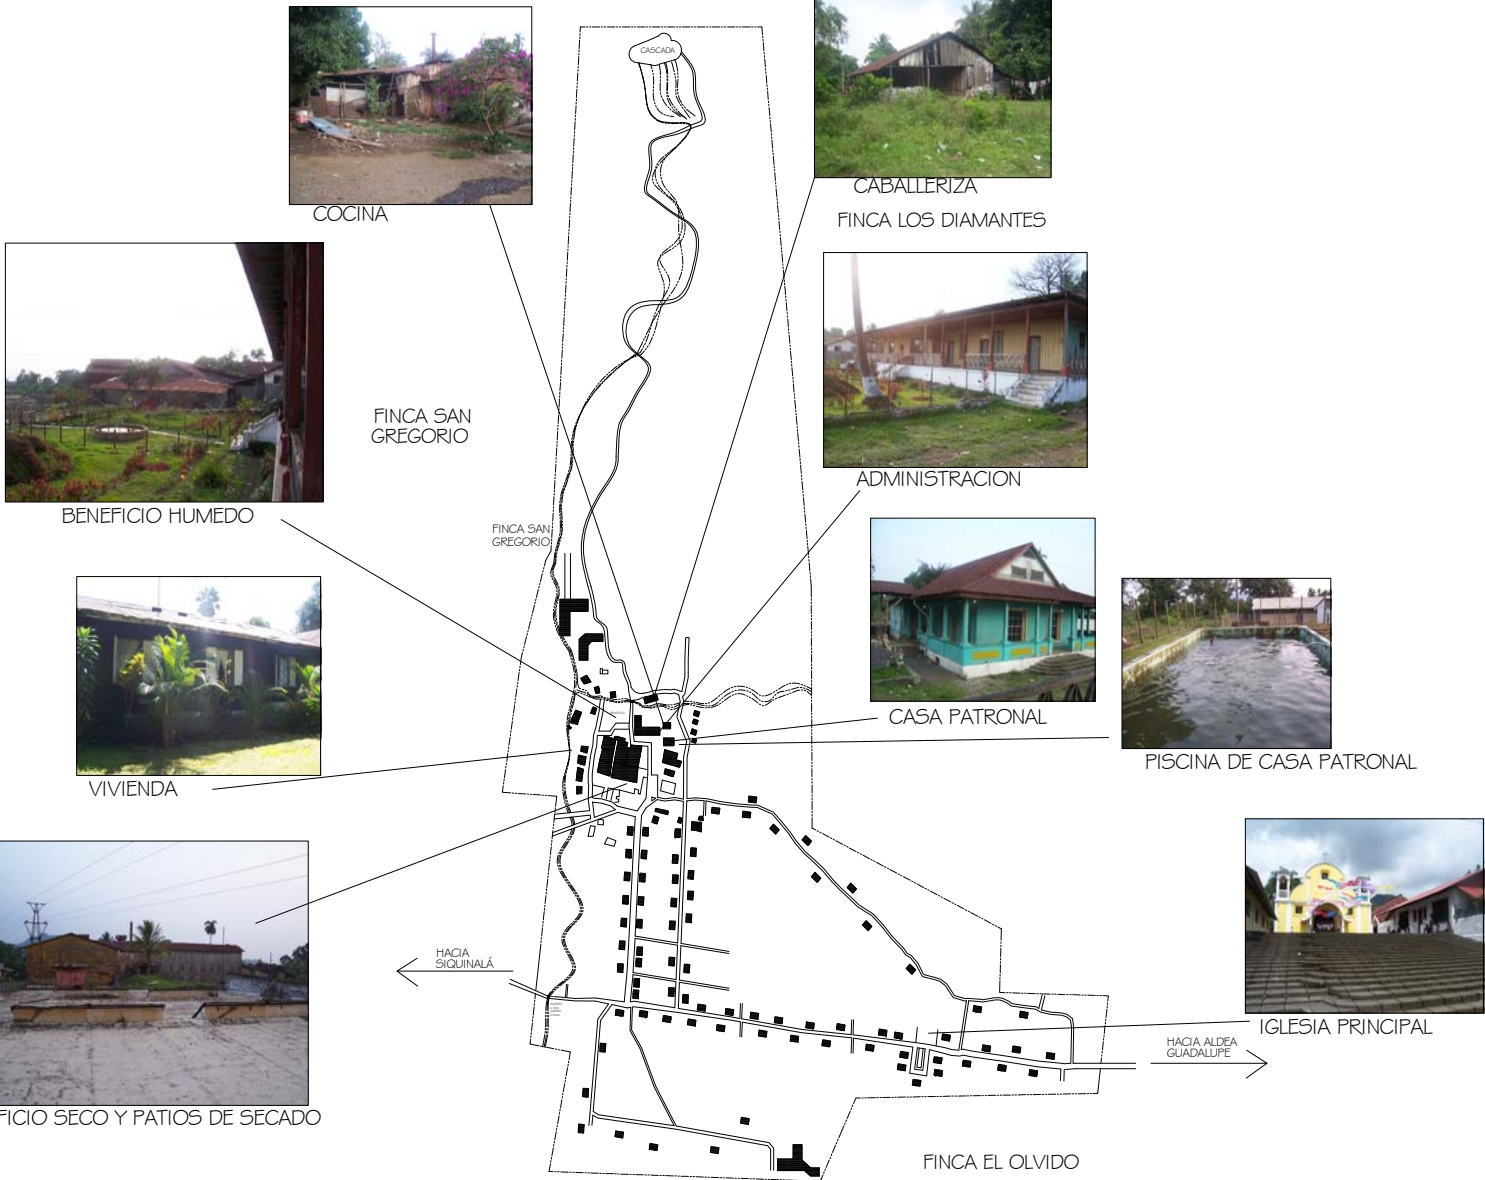 CASCADA
COCINA
CABALLERIZA
FINCA LOS DIAMANTES
FINCA SAN
GREGORIO
ADMINISTRACION
BENEFICIO HUMEDO
FINCA SAN
GREGORIO
CASA PATRONAL
PISCINA DE CASA PATRONAL
VIVIENDA
HACIA
SIQUINALÁ
IGLESIA PRINCIPAL
HACIA ALDEA
GUADALUPE
FICIO SECO Y PATIOS DE SECADO
FINCA EL OLVIDO